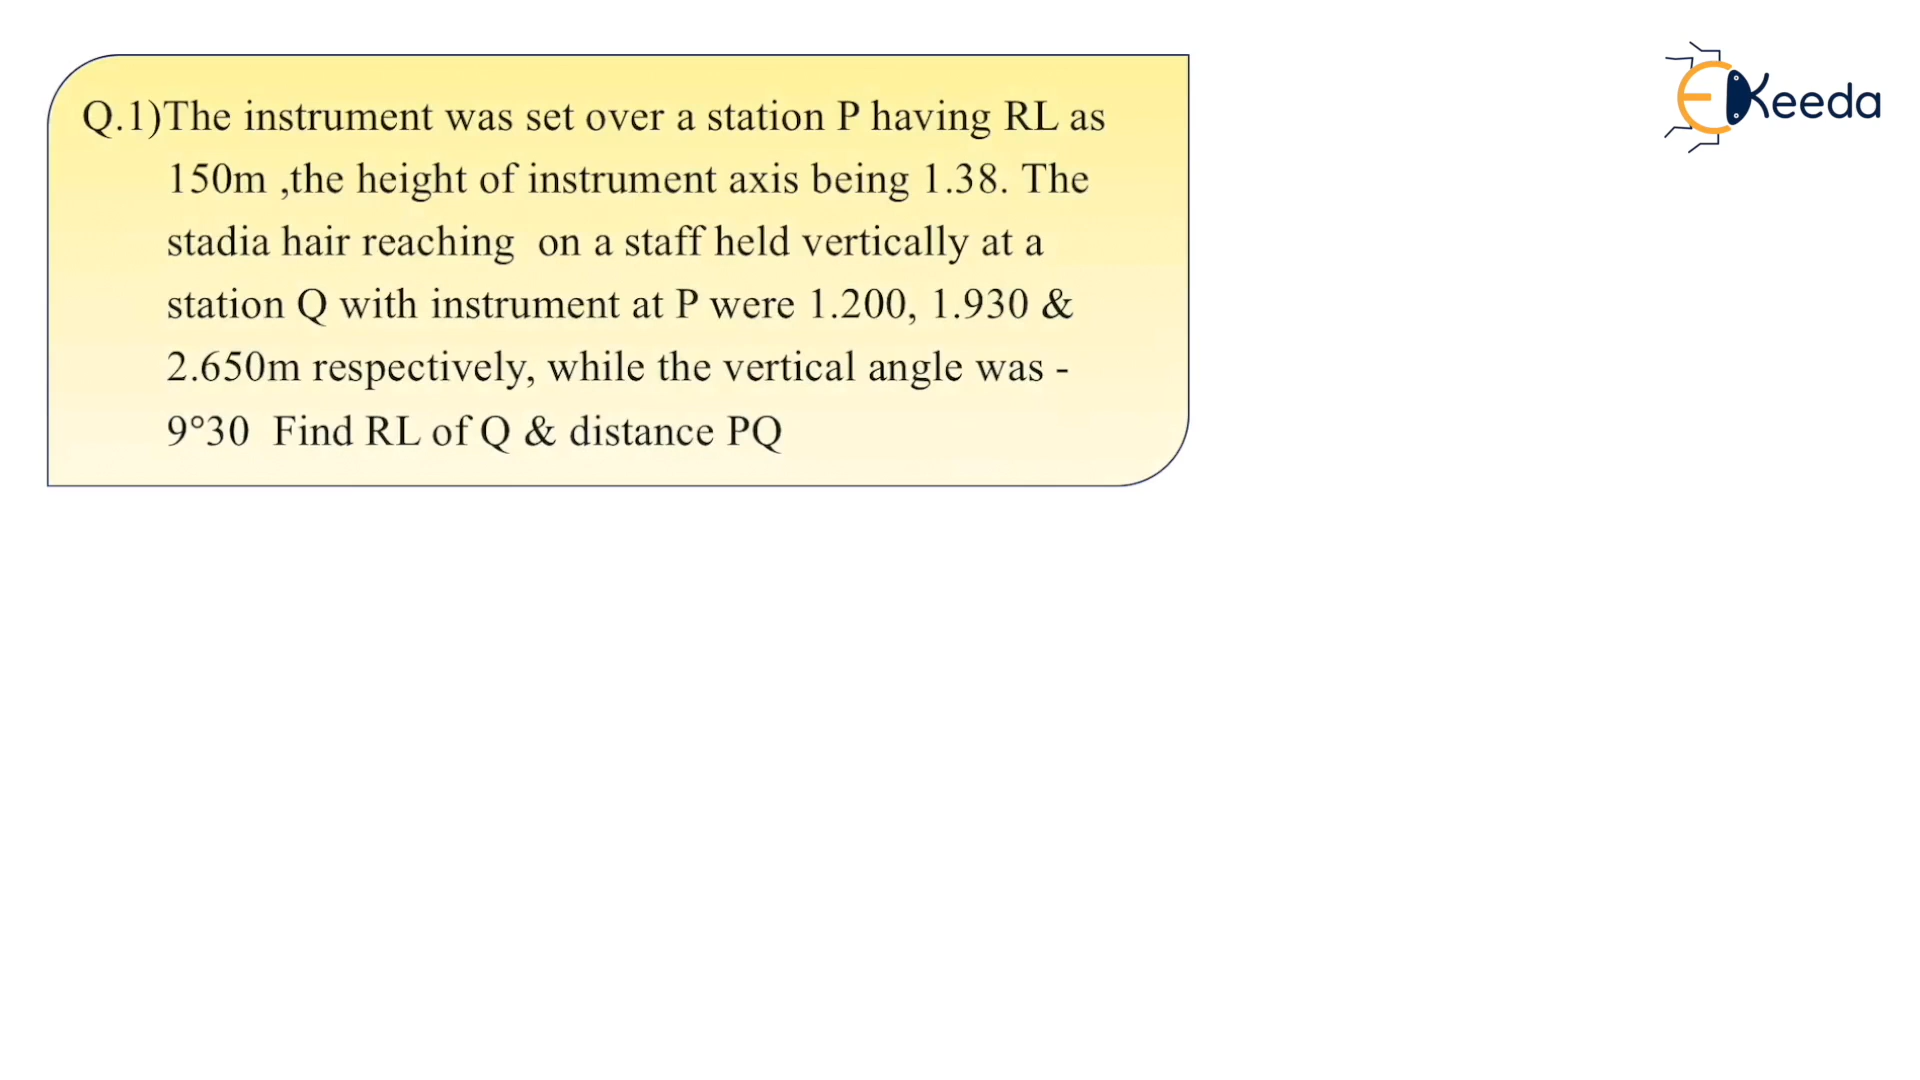 Q.1)The instrument was set over a station P having RL as
150m ,the height of instrument axis being 1.38. The
stadia hair reaching on a staff held vertically at a
station Q with instrument at P were 1.200, 1.930 &
2.650m respectively, while the vertical angle was -
9°30 Find RL of Q & distance PQ
EKeeda